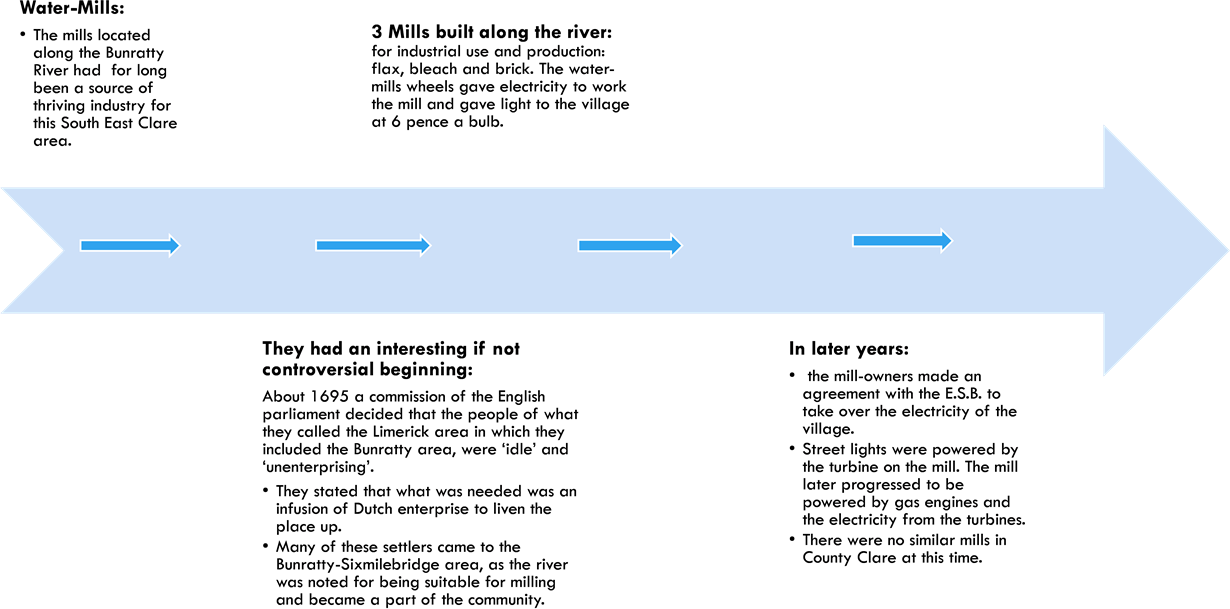 Water-Mills:
• The mills located
along the Bunratty
River had  for long
been a source of
thriving industry for
this South East Clare
area.
They had an interesting if not
controversial beginning:
About 1695 a commission of the English
parliament decided that the people of what
they called the Limerick area in which they
included the Bunratty area, were ‘idle’ and
‘unenterprising’.
• They stated that what was needed was an
infusion of Dutch enterprise to liven the
place up.
• Many of these settlers came to the
Bunratty-Sixmilebridge area, as the river
was noted for being suitable for milling
and became a part of the community.
3 Mills built along the river:
for industrial use and production:
flax, bleach and brick. The water-
mills wheels gave electricity to work
the mill and gave light to the village
at 6 pence a bulb.
In later years:
• the mill-owners made an
agreement with the E.S.B. to
take over the electricity of the
village.
• Street lights were powered by
the turbine on the mill. The mill
later progressed to be
powered by gas engines and
the electricity from the turbines.
• There were no similar mills in
County Clare at this time.